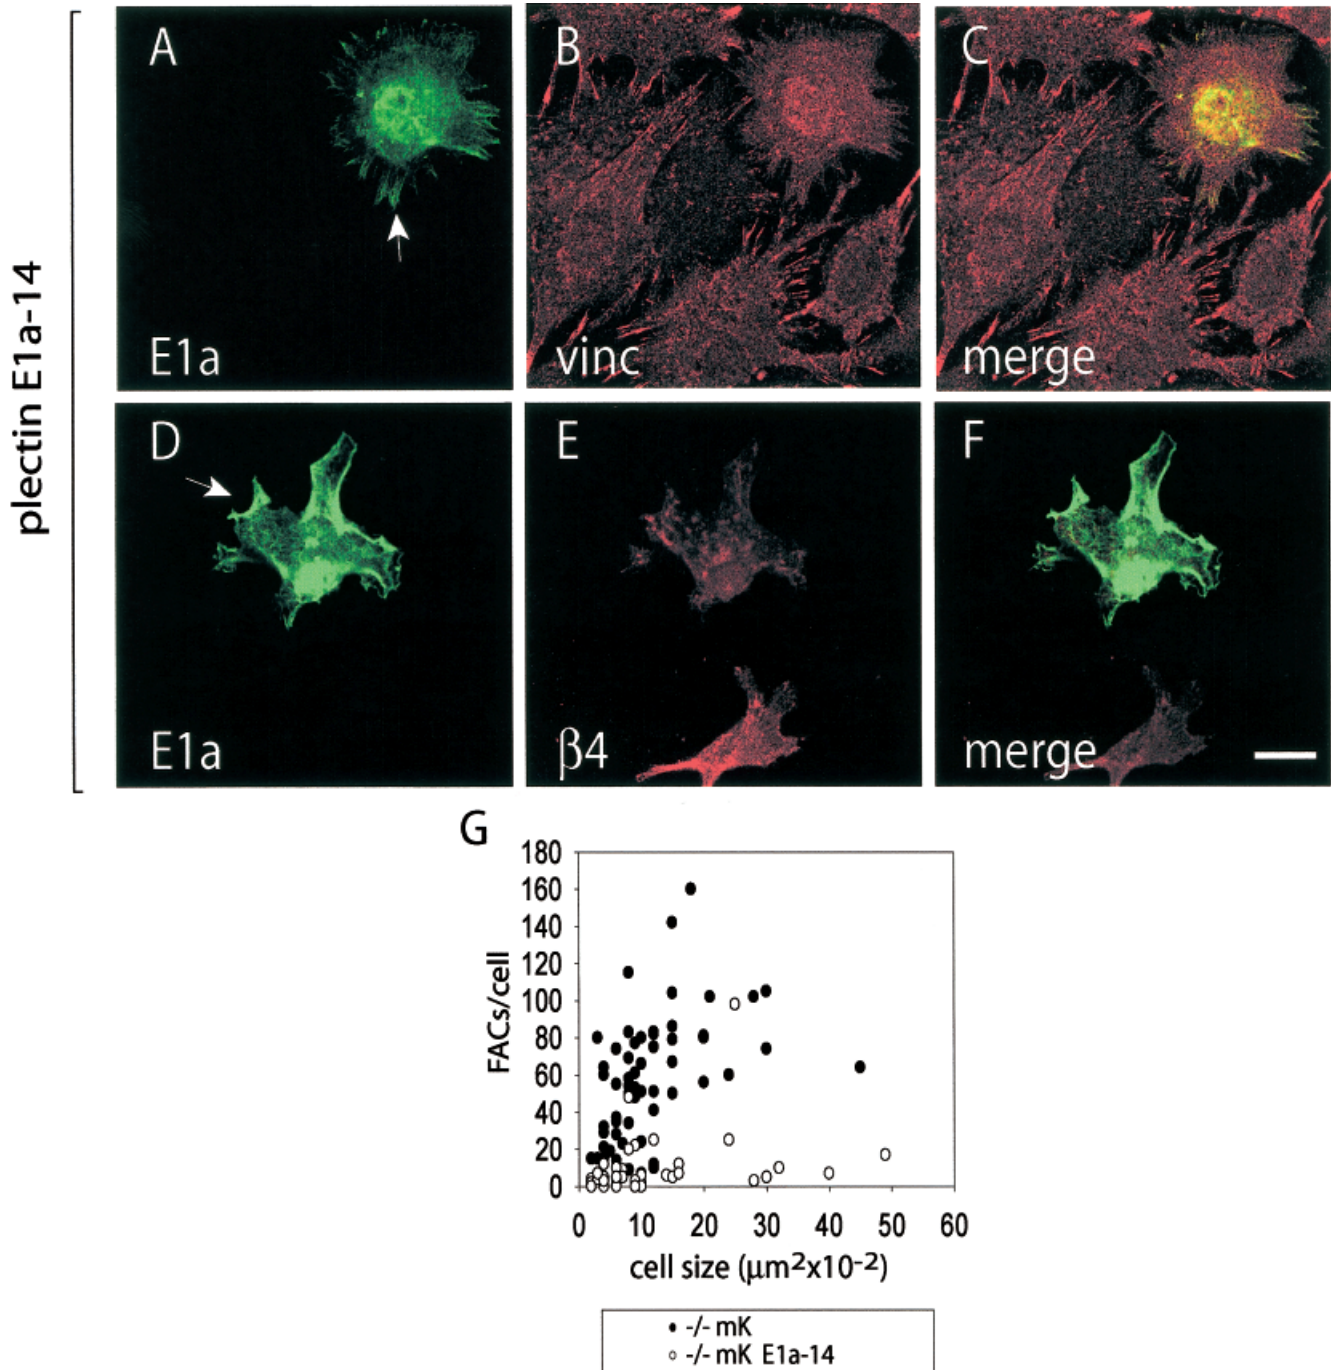 plectin E1a-14
A
E1a
B
vinc
C
merge
D
E1a
E
β4
F
merge
G
180
160
140
120
100
80
60
40
20
0
FACs/cell
0 10 20 30 40 50 60
cell size (μm²x10⁻²)
-/- mK
-/- mK E1a-14